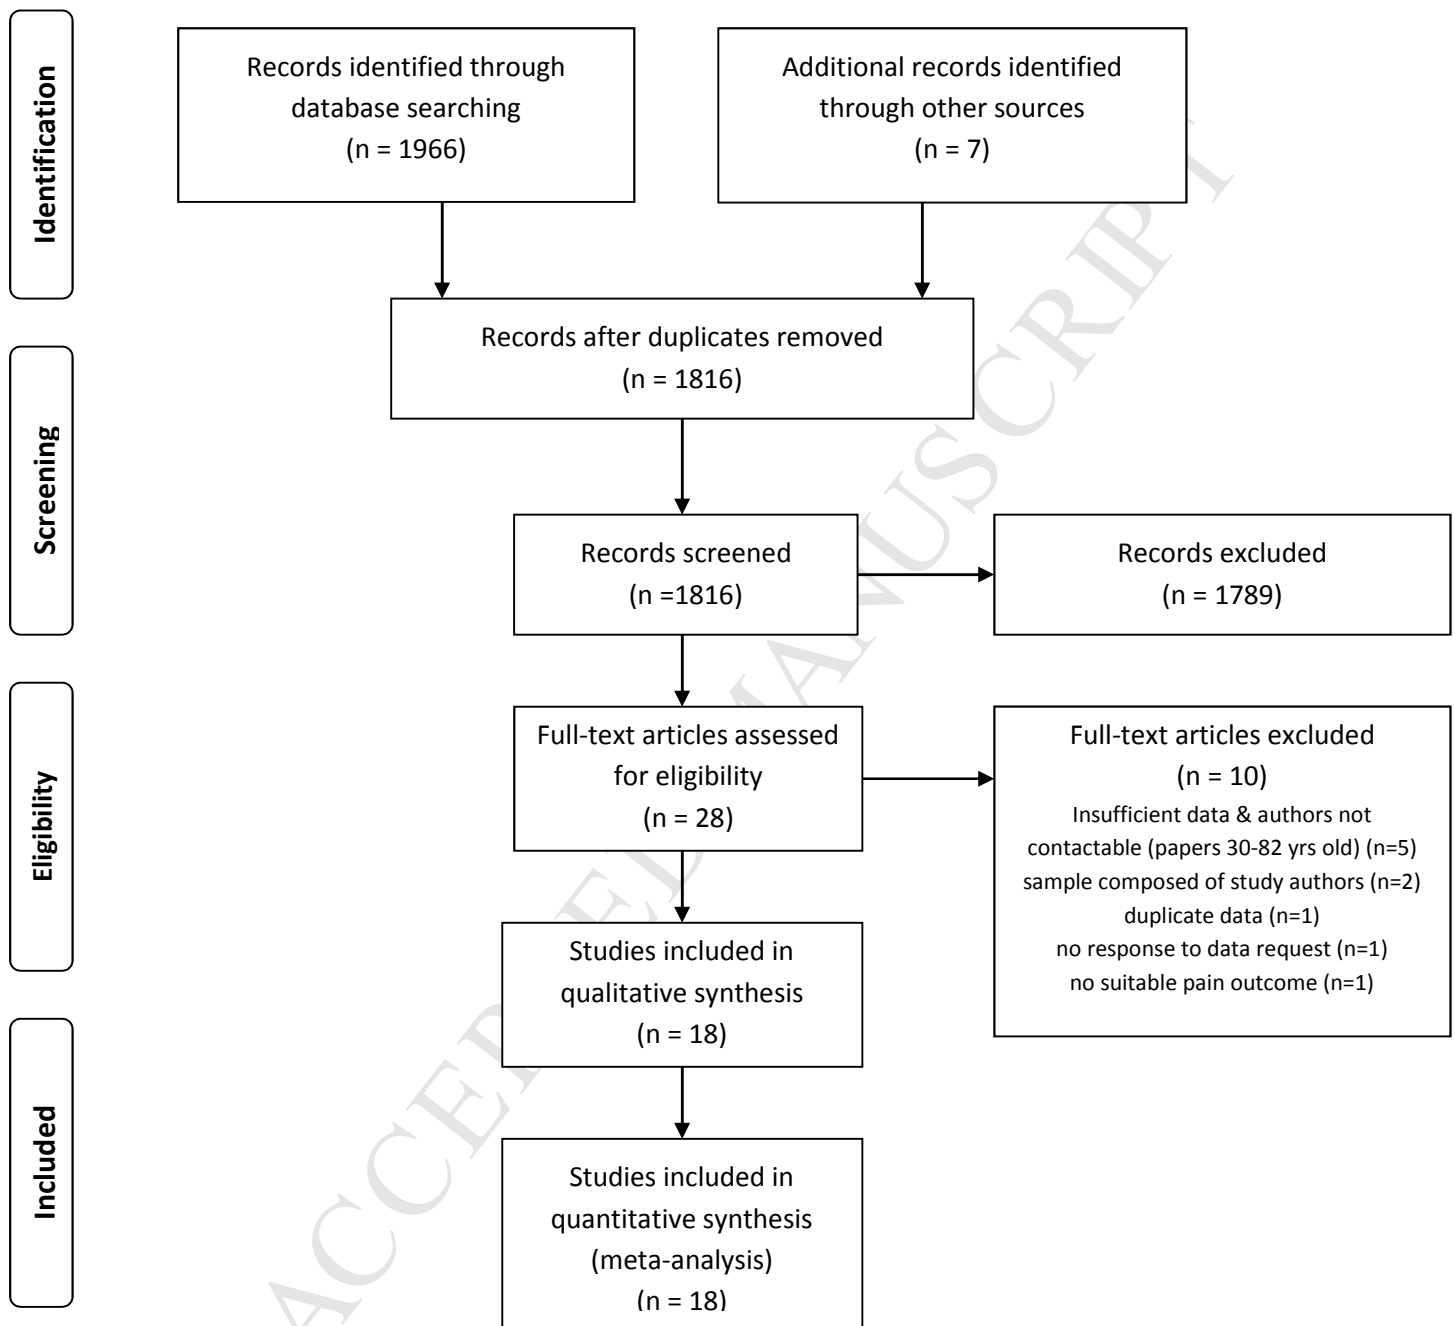 Identification
Records identified through
database searching
(n = 1966)
Additional records identified
through other sources
(n = 7)
Records after duplicates removed
(n = 1816)
Screening
Records screened
(n =1816)
Records excluded
(n = 1789)
Eligibility
Full-text articles assessed
for eligibility
(n = 28)
Full-text articles excluded
(n = 10)
Insufficient data & authors not
contactable (papers 30-82 yrs old) (n=5)
sample composed of study authors (n=2)
duplicate data (n=1)
no response to data request (n=1)
no suitable pain outcome (n=1)
Studies included in
qualitative synthesis
(n = 18)
Included
Studies included in
quantitative synthesis
(meta-analysis)
(n = 18)
ACCEPTED MANUSCRIPT